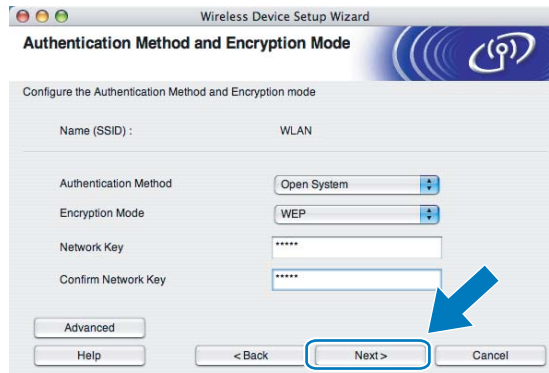 Wireless Device Setup Wizard
Authentication Method and Encryption Mode
Configure the Authentication Method and Encryption mode
Name (SSID) : WLAN
Authentication Method Open System
Encryption Mode WEP
Network Key *****
Confirm Network Key *****
Advanced
Help < Back Next > Cancel